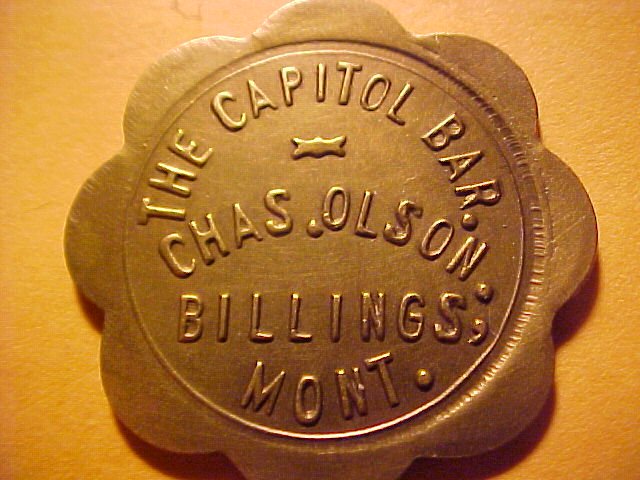 THE CAPITOL BAR.
CHAS. OLSON.
BILLINGS,
MONT.